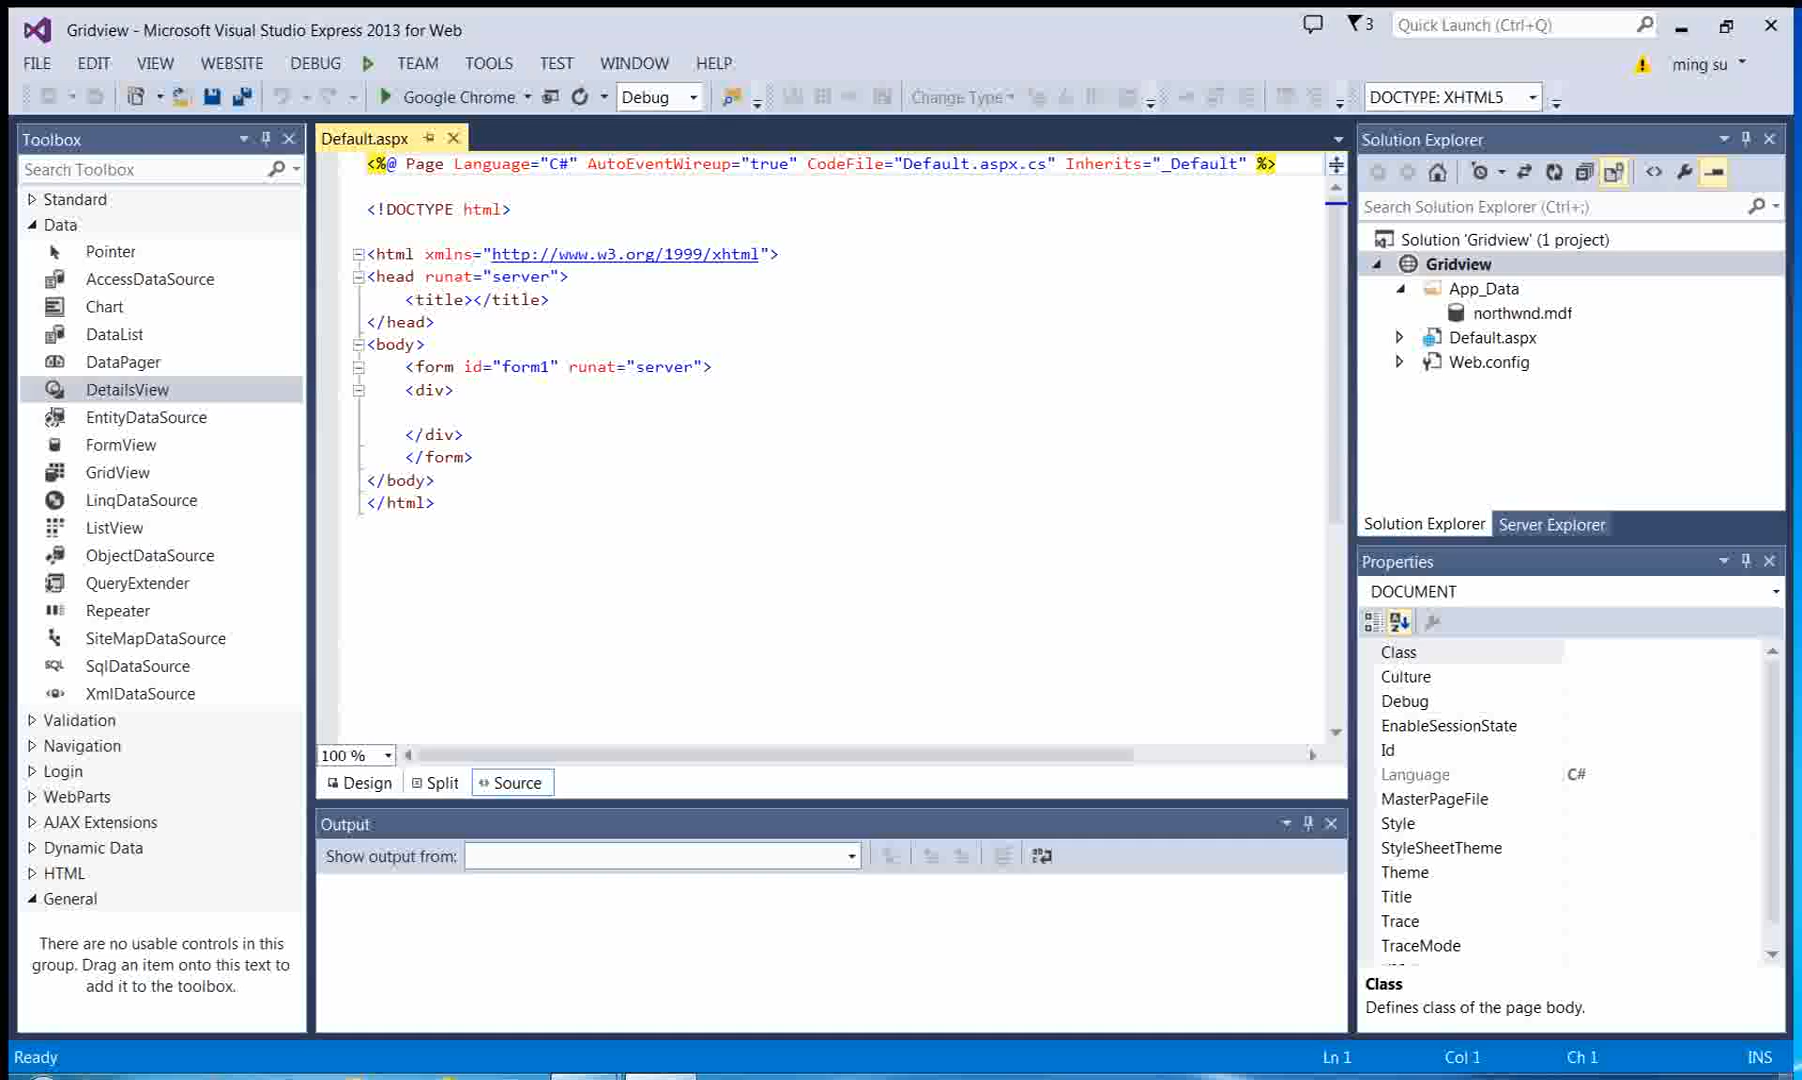 Gridview - Microsoft Visual Studio Express 2013 for Web
3
Quick Launch (Ctrl+Q)
FILE EDIT VIEW WEBSITE DEBUG TEAM TOOLS TEST WINDOW HELP
ming su
Google Chrome
Debug
Change Type
DOCTYPE: XHTML5
Toolbox
Search Toolbox
Standard
Data
Pointer
AccessDataSource
Chart
DataList
DataPager
DetailsView
EntityDataSource
FormView
GridView
LinqDataSource
ListView
ObjectDataSource
QueryExtender
Repeater
SiteMapDataSource
SQL SqlDataSource
XmlDataSource
Validation
Navigation
Login
WebParts
AJAX Extensions
Dynamic Data
HTML
General
There are no usable controls in this
group. Drag an item onto this text to
add it to the toolbox.
Default.aspx
<%@ Page Language="C#" AutoEventWireup="true" CodeFile="Default.aspx.cs" Inherits="_Default" %>
<!DOCTYPE html>
<html xmlns="http://www.w3.org/1999/xhtml">
<head runat="server">
<title></title>
</head>
<body>
<form id="form1" runat="server">
<div>
</div>
</form>
</body>
</html>
100 %
Design
Split
Source
Output
Show output from:
Solution Explorer
Search Solution Explorer (Ctrl+;)
Solution 'Gridview' (1 project)
Gridview
App_Data
northwnd.mdf
Default.aspx
Web.config
Solution Explorer
Server Explorer
Properties
DOCUMENT
Class
Culture
Debug
EnableSessionState
Id
Language C#
MasterPageFile
Style
StyleSheetTheme
Theme
Title
Trace
TraceMode
Class
Defines class of the page body.
Ready
Ln 1
Col 1
Ch 1
INS